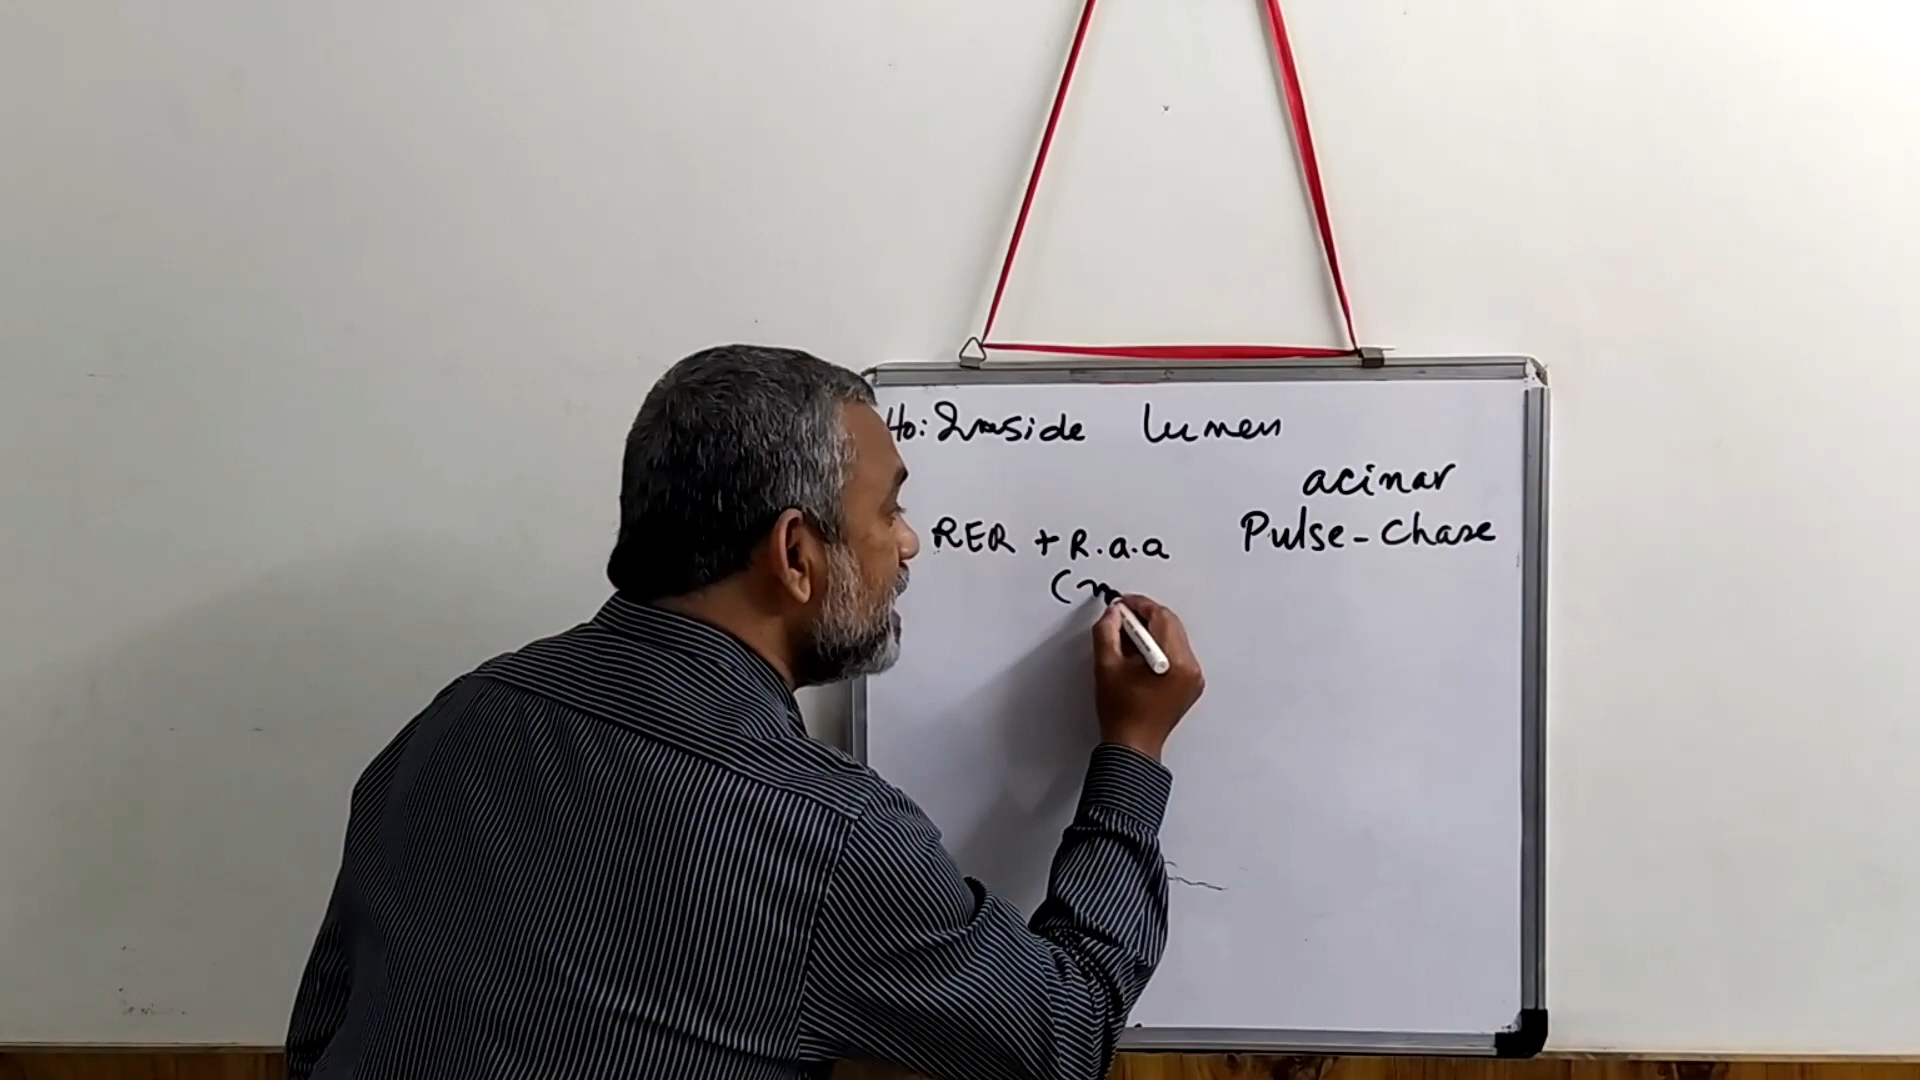 Ho: Inside lumen
acinar
RER + R.a.a
Pulse-Chase
(m